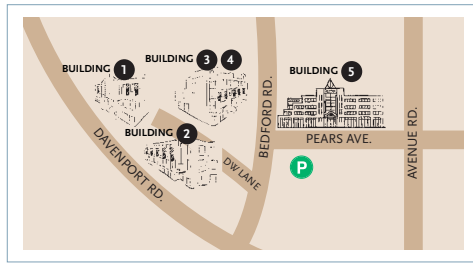 BUILDING 1
BUILDING 3 4
BUILDING 5
BUILDING 2
DAVENPORT RD.
DW LANE
BEDFORD RD.
PEARS AVE.
AVENUE RD.
P